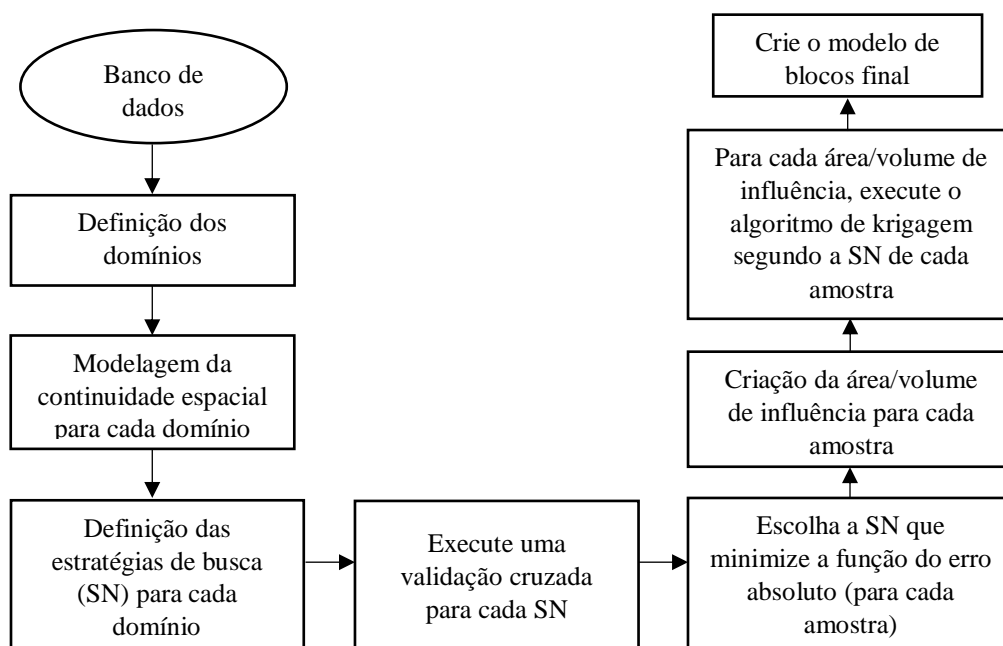 Banco de
dados
Definição dos
domínios
Modelagem da
continuidade espacial
para cada domínio
Definição das
estratégias de busca
(SN) para cada
domínio
Execute uma
validação cruzada
para cada SN
Escolha a SN que
minimize a função do erro
absoluto (para cada
amostra)
Criação da área/volume
de influência para cada
amostra
Para cada área/volume de
influência, execute o
algoritmo de krigagem
segundo a SN de cada
amostra
Crie o modelo de
blocos final